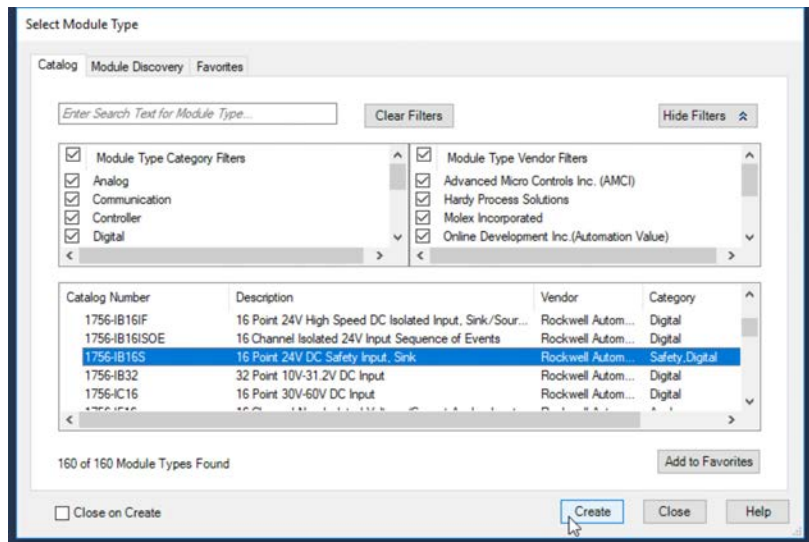 Select Module Type
Catalog Module Discovery Favorites
Enter Search Text for Module Type... Clear Filters Hide Filters
Module Type Category Filters Module Type Vendor Filters
Analog Advanced Micro Controls Inc. (AMCI)
Communication Hardy Process Solutions
Controller Molex Incorporated
Digital Online Development Inc.(Automation Value)
Catalog Number Description Vendor Category
1756-IB16IF 16 Point 24V High Speed DC Isolated Input, Sink/Sour... Rockwell Autom... Digital
1756-IB16ISOE 16 Channel Isolated 24V Input Sequence of Events Rockwell Autom... Digital
1756-IB16S 16 Point 24V DC Safety Input, Sink Rockwell Autom... Safety,Digital
1756-IB32 32 Point 10V-31.2V DC Input Rockwell Autom... Digital
1756-IC16 16 Point 30V-60V DC Input Rockwell Autom... Digital
160 of 160 Module Types Found Add to Favorites
Close on Create Create Close Help